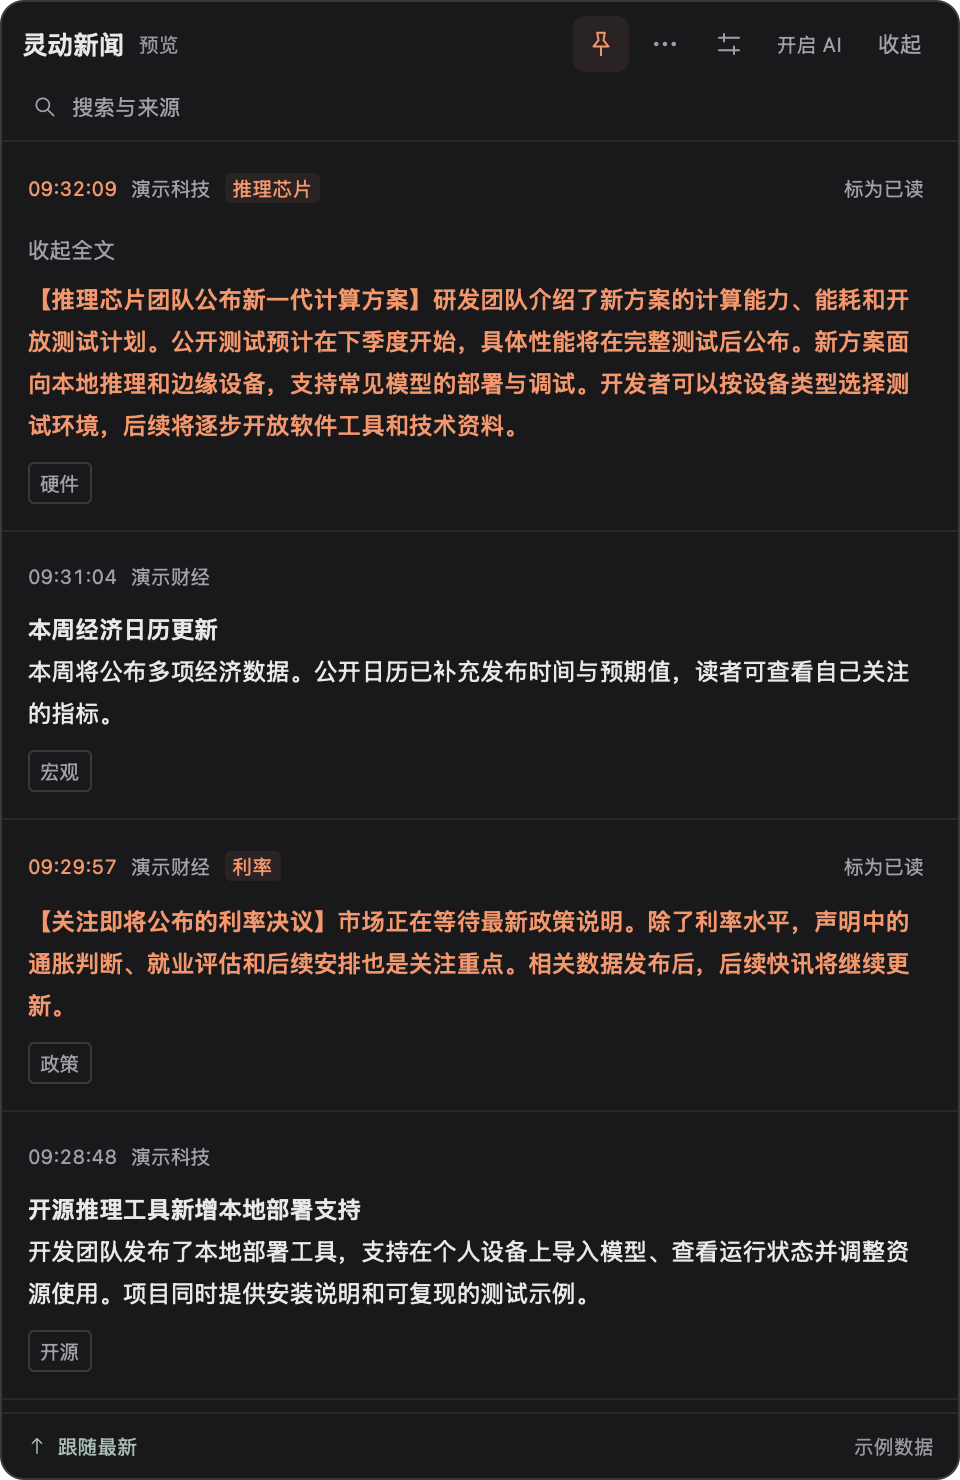 灵动新闻 预览 开启 AI 收起
搜索与来源
09:32:09 演示科技 推理芯片 标为已读
收起全文
【推理芯片团队公布新一代计算方案】研发团队介绍了新方案的计算能力、能耗和开
放测试计划。公开测试预计在下季度开始，具体性能将在完整测试后公布。新方案面
向本地推理和边缘设备，支持常见模型的部署与调试。开发者可以按设备类型选择测
试环境，后续将逐步开放软件工具和技术资料。
硬件
09:31:04 演示财经
本周经济日历更新
本周将公布多项经济数据。公开日历已补充发布时间与预期值，读者可查看自己关注
的指标。
宏观
09:29:57 演示财经 利率 标为已读
【关注即将公布的利率决议】市场正在等待最新政策说明。除了利率水平，声明中的
通胀判断、就业评估和后续安排也是关注重点。相关数据发布后，后续快讯将继续更
新。
政策
09:28:48 演示科技
开源推理工具新增本地部署支持
开发团队发布了本地部署工具，支持在个人设备上导入模型、查看运行状态并调整资
源使用。项目同时提供安装说明和可复现的测试示例。
开源
↑ 跟随最新 示例数据